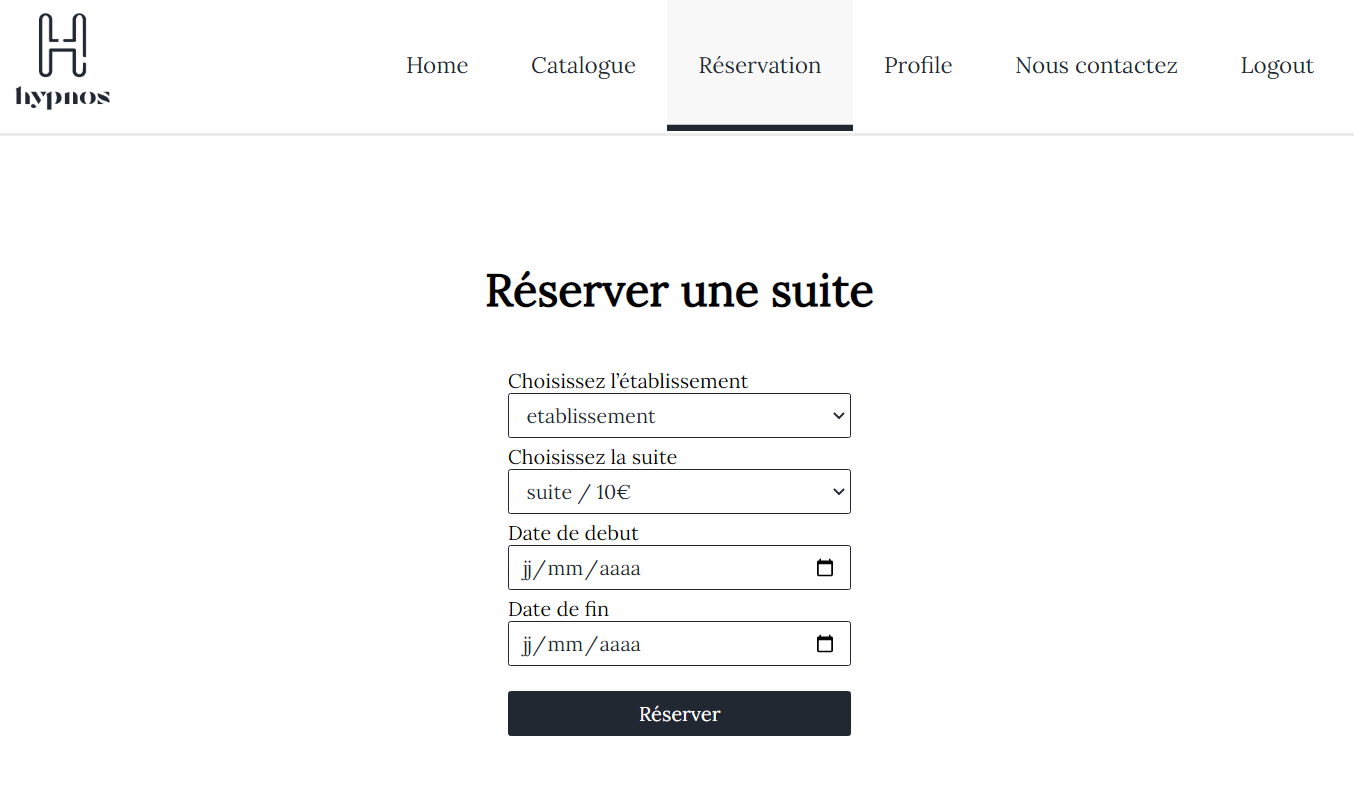 hypnos
Home Catalogue Réservation Profile Nous contactez Logout
Réserver une suite
Choisissez l'établissement
etablissement
Choisissez la suite
suite / 10€
Date de debut
jj/mm/aaaa
Date de fin
jj/mm/aaaa
Réserver